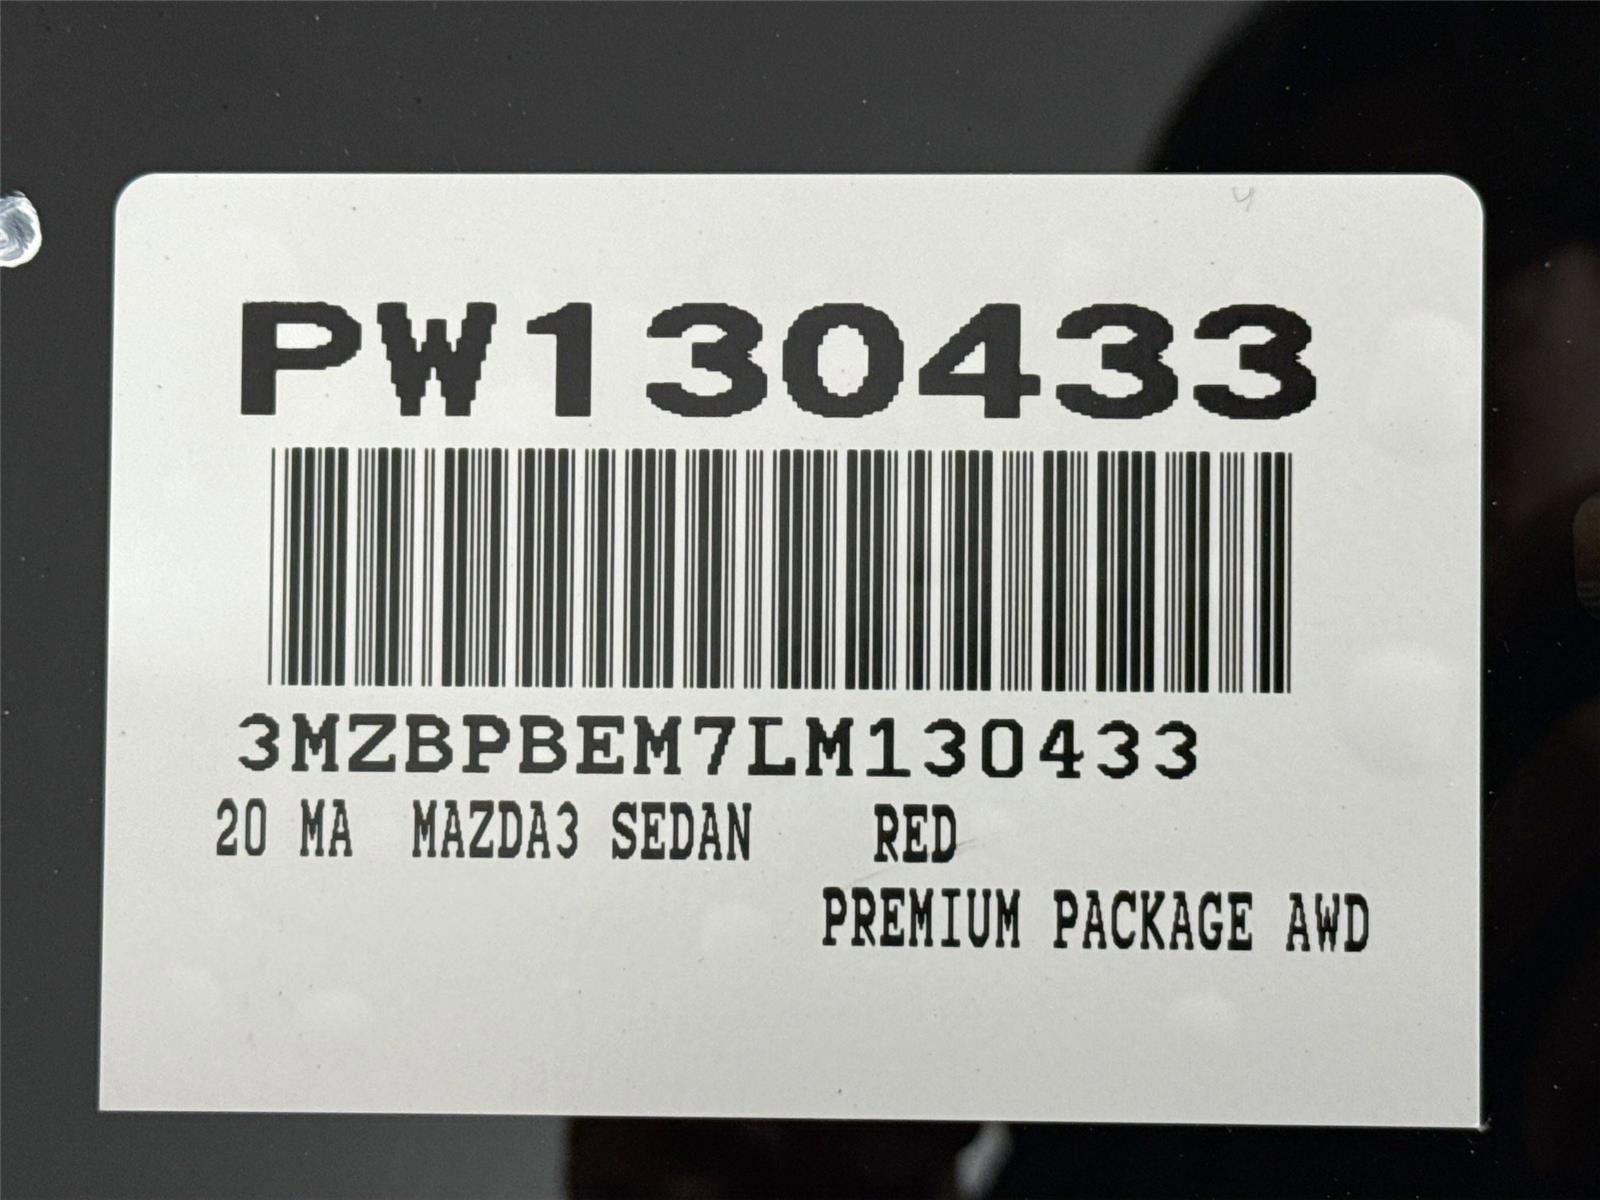 PW130433
3MZBPBEM7LM130433
20 MA MAZDA3 SEDAN RED
PREMIUM PACKAGE AWD